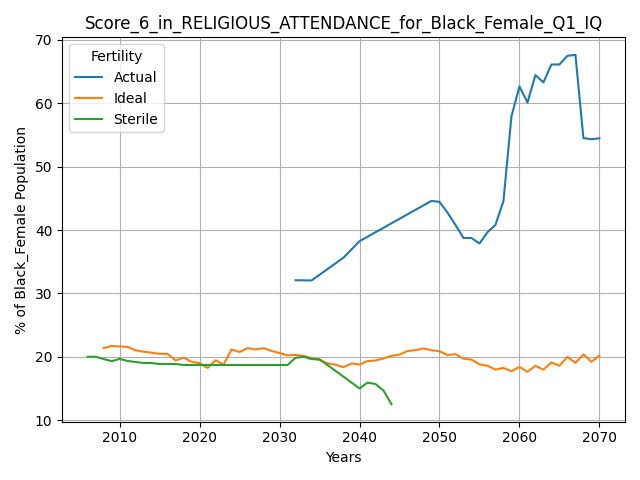 Score_6_in_RELIGIOUS_ATTENDANCE_for_Black_Female_Q1_IQ
Fertility
Actual
Ideal
Sterile
% of Black_Female Population
70
60
50
40
30
20
10
2010 2020 2030 2040 2050 2060 2070
Years